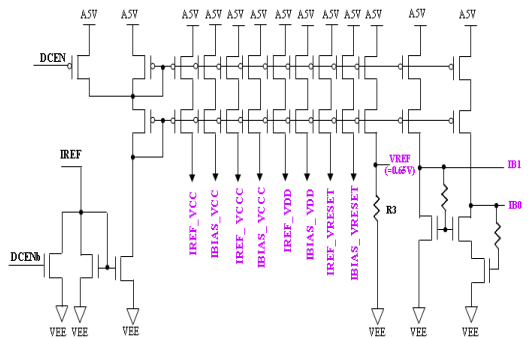 A5V A5V A5V A5V A5V A5V A5V A5V A5V A5V A5V A5V A5V
DCEN
IREF
VREF
(=0.65V)
IB1
IB0
R3
DCENb
IREF_VCC
IBIAS_VCC
IREF_VCCC
IBIAS_VCCC
IREF_VDD
IBIAS_VDD
IREF_VRESET
IBIAS_VRESET
VEE VEE VEE VEE VEE VEE